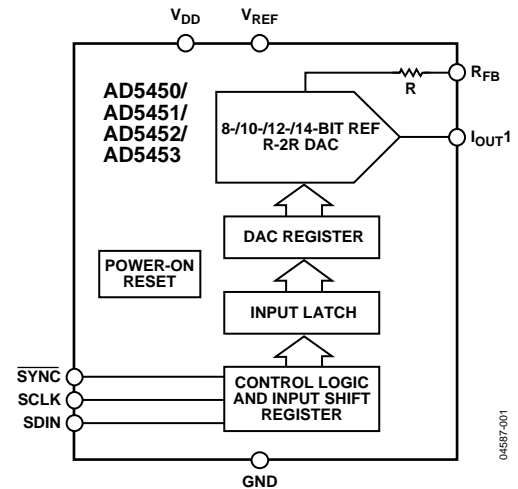 VDD
VREF
RFB
R
AD5450/
AD5451/
AD5452/
AD5453
8-/10-/12-/14-BIT REF
R-2R DAC
IOUT1
DAC REGISTER
POWER-ON
RESET
INPUT LATCH
SYNC
SCLK
SDIN
CONTROL LOGIC
AND INPUT SHIFT
REGISTER
GND
04587-001